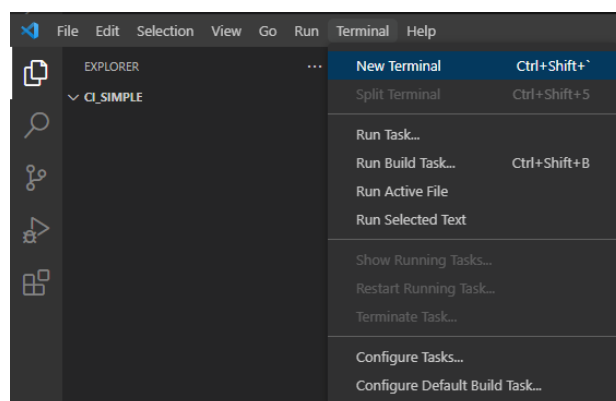 File Edit Selection View Go Run Terminal Help
EXPLORER ...
CI_SIMPLE
New Terminal Ctrl+Shift+`
Split Terminal Ctrl+Shift+5
Run Task...
Run Build Task... Ctrl+Shift+B
Run Active File
Run Selected Text
Show Running Tasks...
Restart Running Task...
Terminate Task...
Configure Tasks...
Configure Default Build Task...